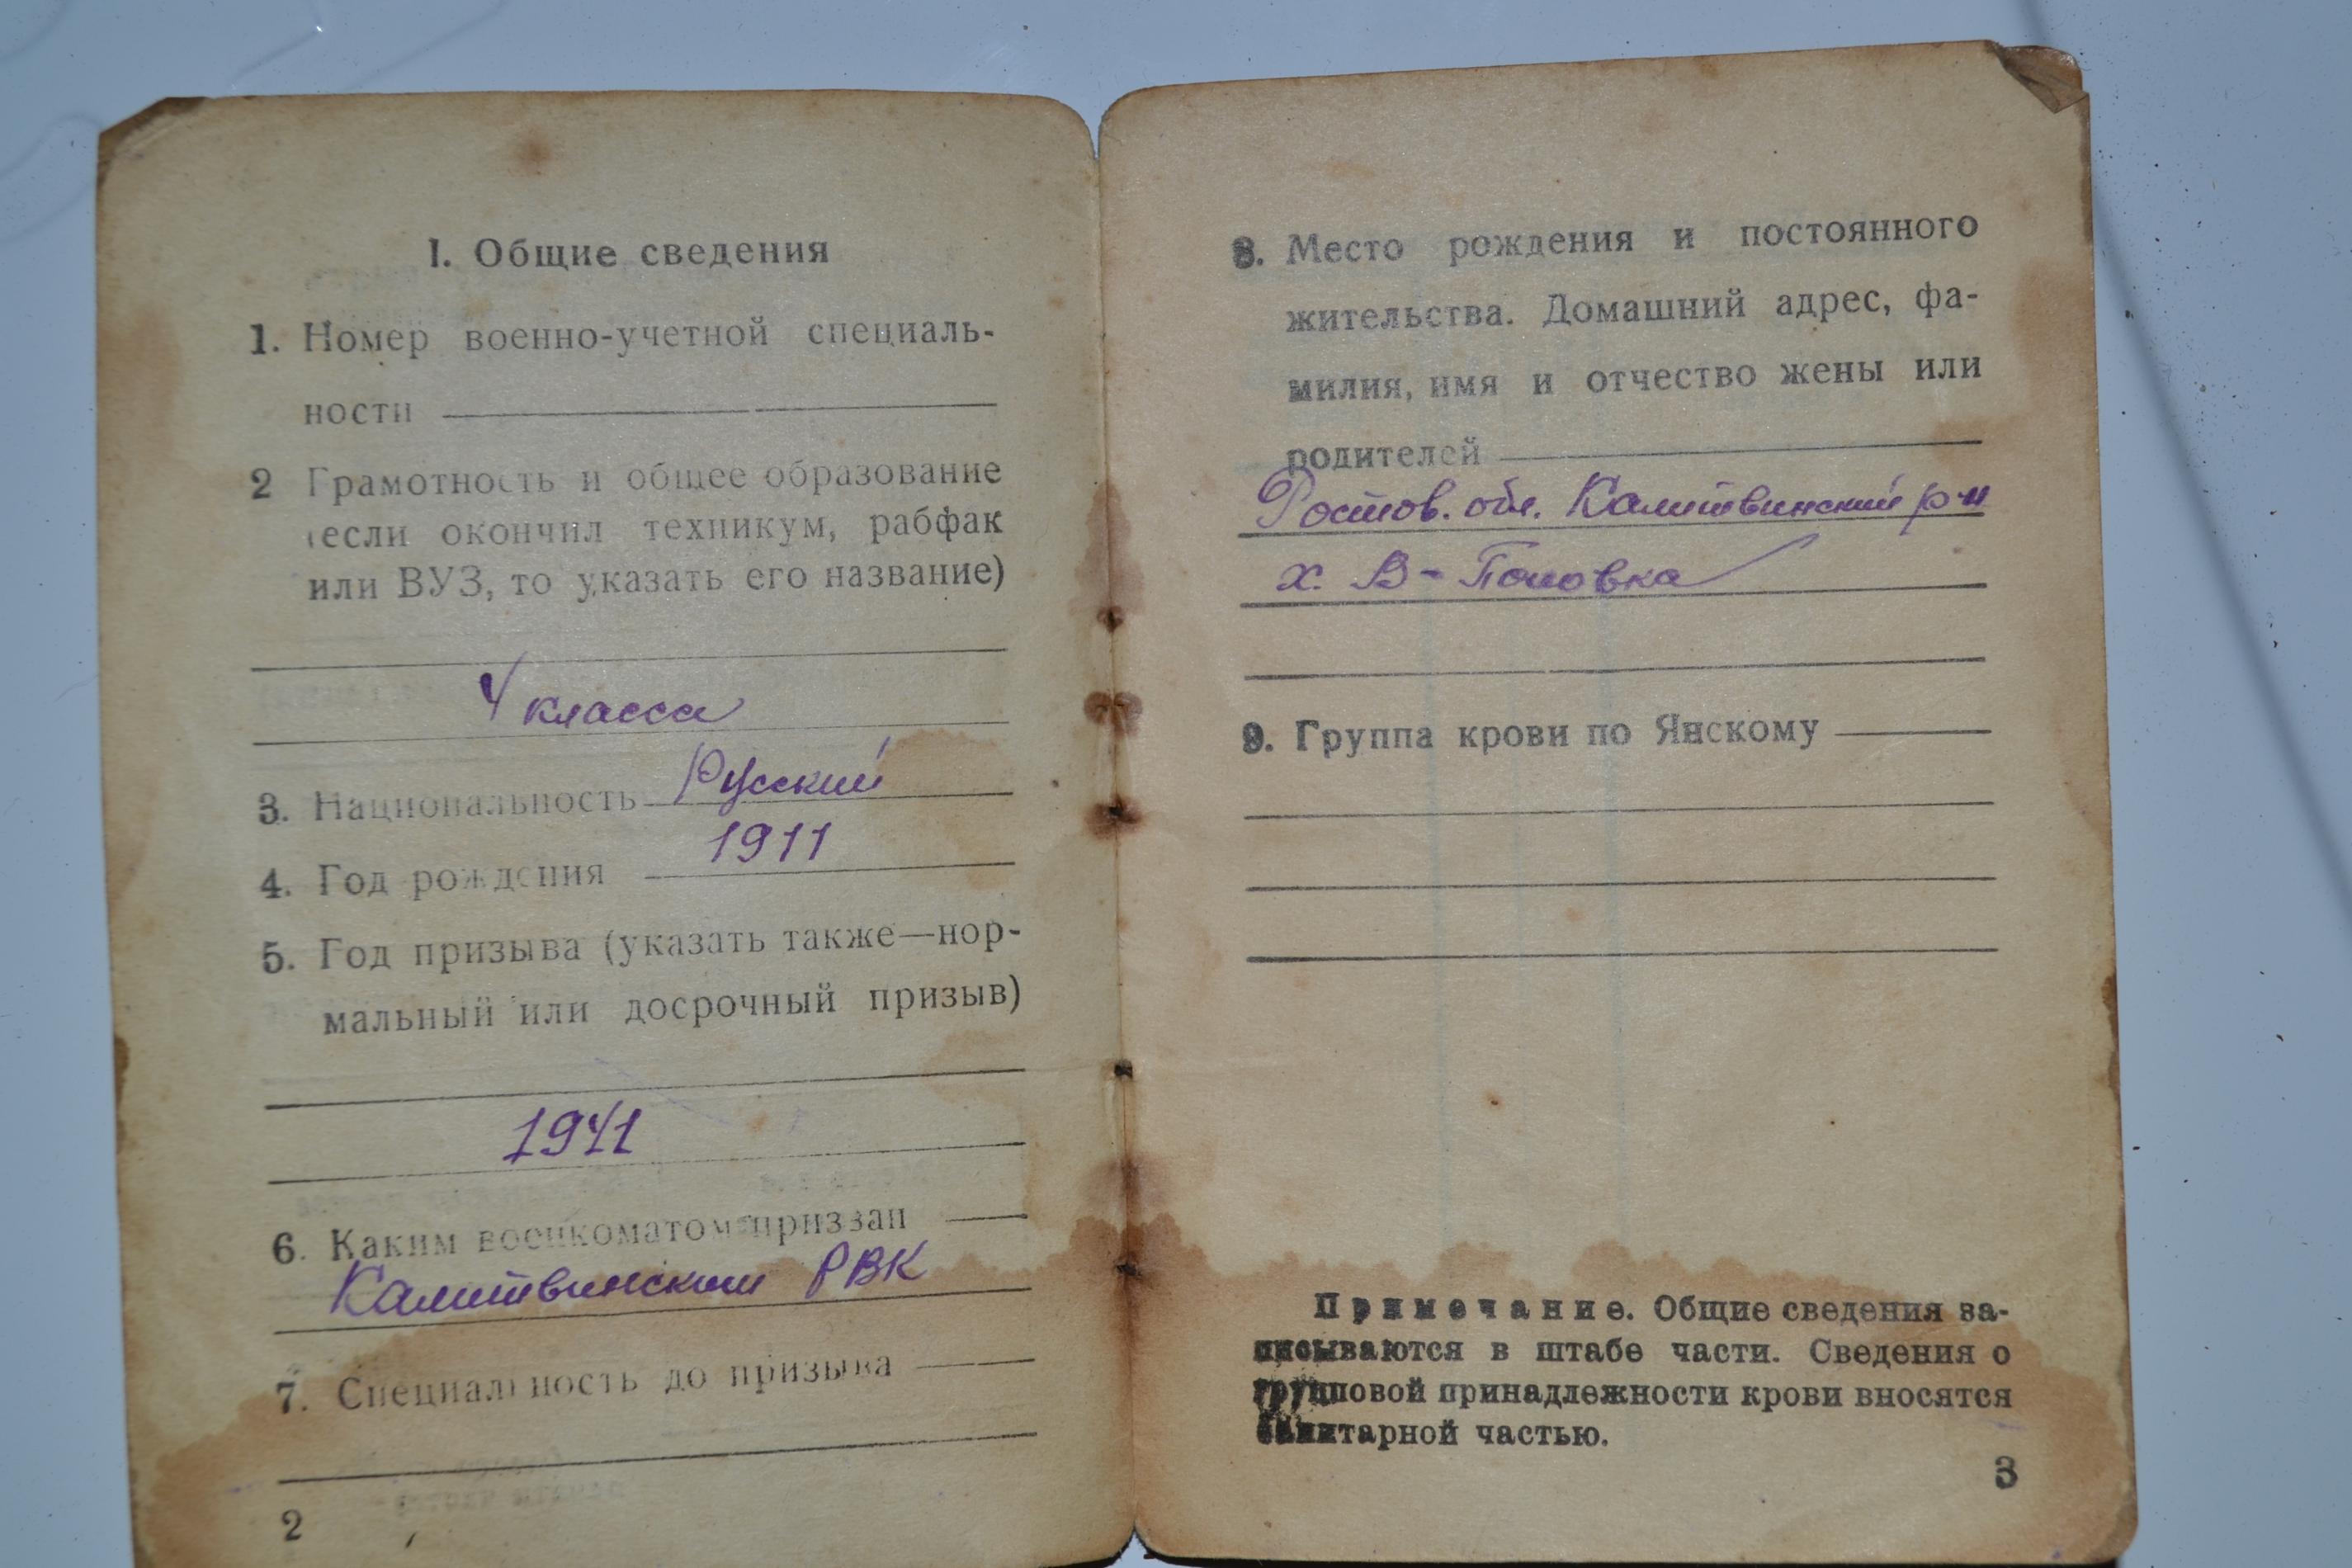 I. Общие сведения
1. Номер военно-учетной специаль-
ности
2 Грамотность и общее образование
(если окончил техникум, рабфак
или ВУЗ, то указать его название)
4 класса
3. Национальность Русский
4. Год рождения 1911
5. Год призыва (указать также—нор-
мальный или досрочный призыв)
1941
6. Каким военкоматом призван
Калитвинским РВК
7. Специальность до призыва
2
8. Место рождения и постоянного
жительства. Домашний адрес, фа-
милия, имя и отчество жены или
родителей
Ростов. обл. Калитвинский р-н
х. В-Поповка
9. Группа крови по Янскому
Примечание. Общие сведения за-
писываются в штабе части. Сведения о
групповой принадлежности крови вносятся
санитарной частью.
3